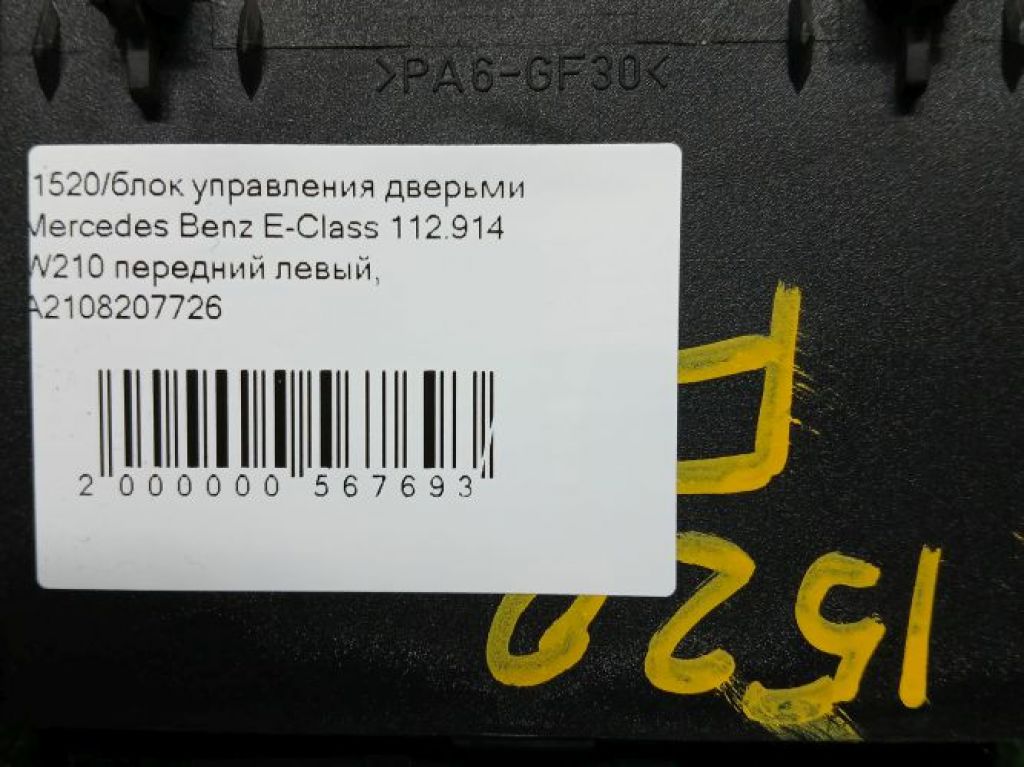 >PA6-GF30<
1520/блок управления дверьми
Mercedes Benz E-Class 112.914
W210 передний левый,
A2108207726
2 000000 567693
1520